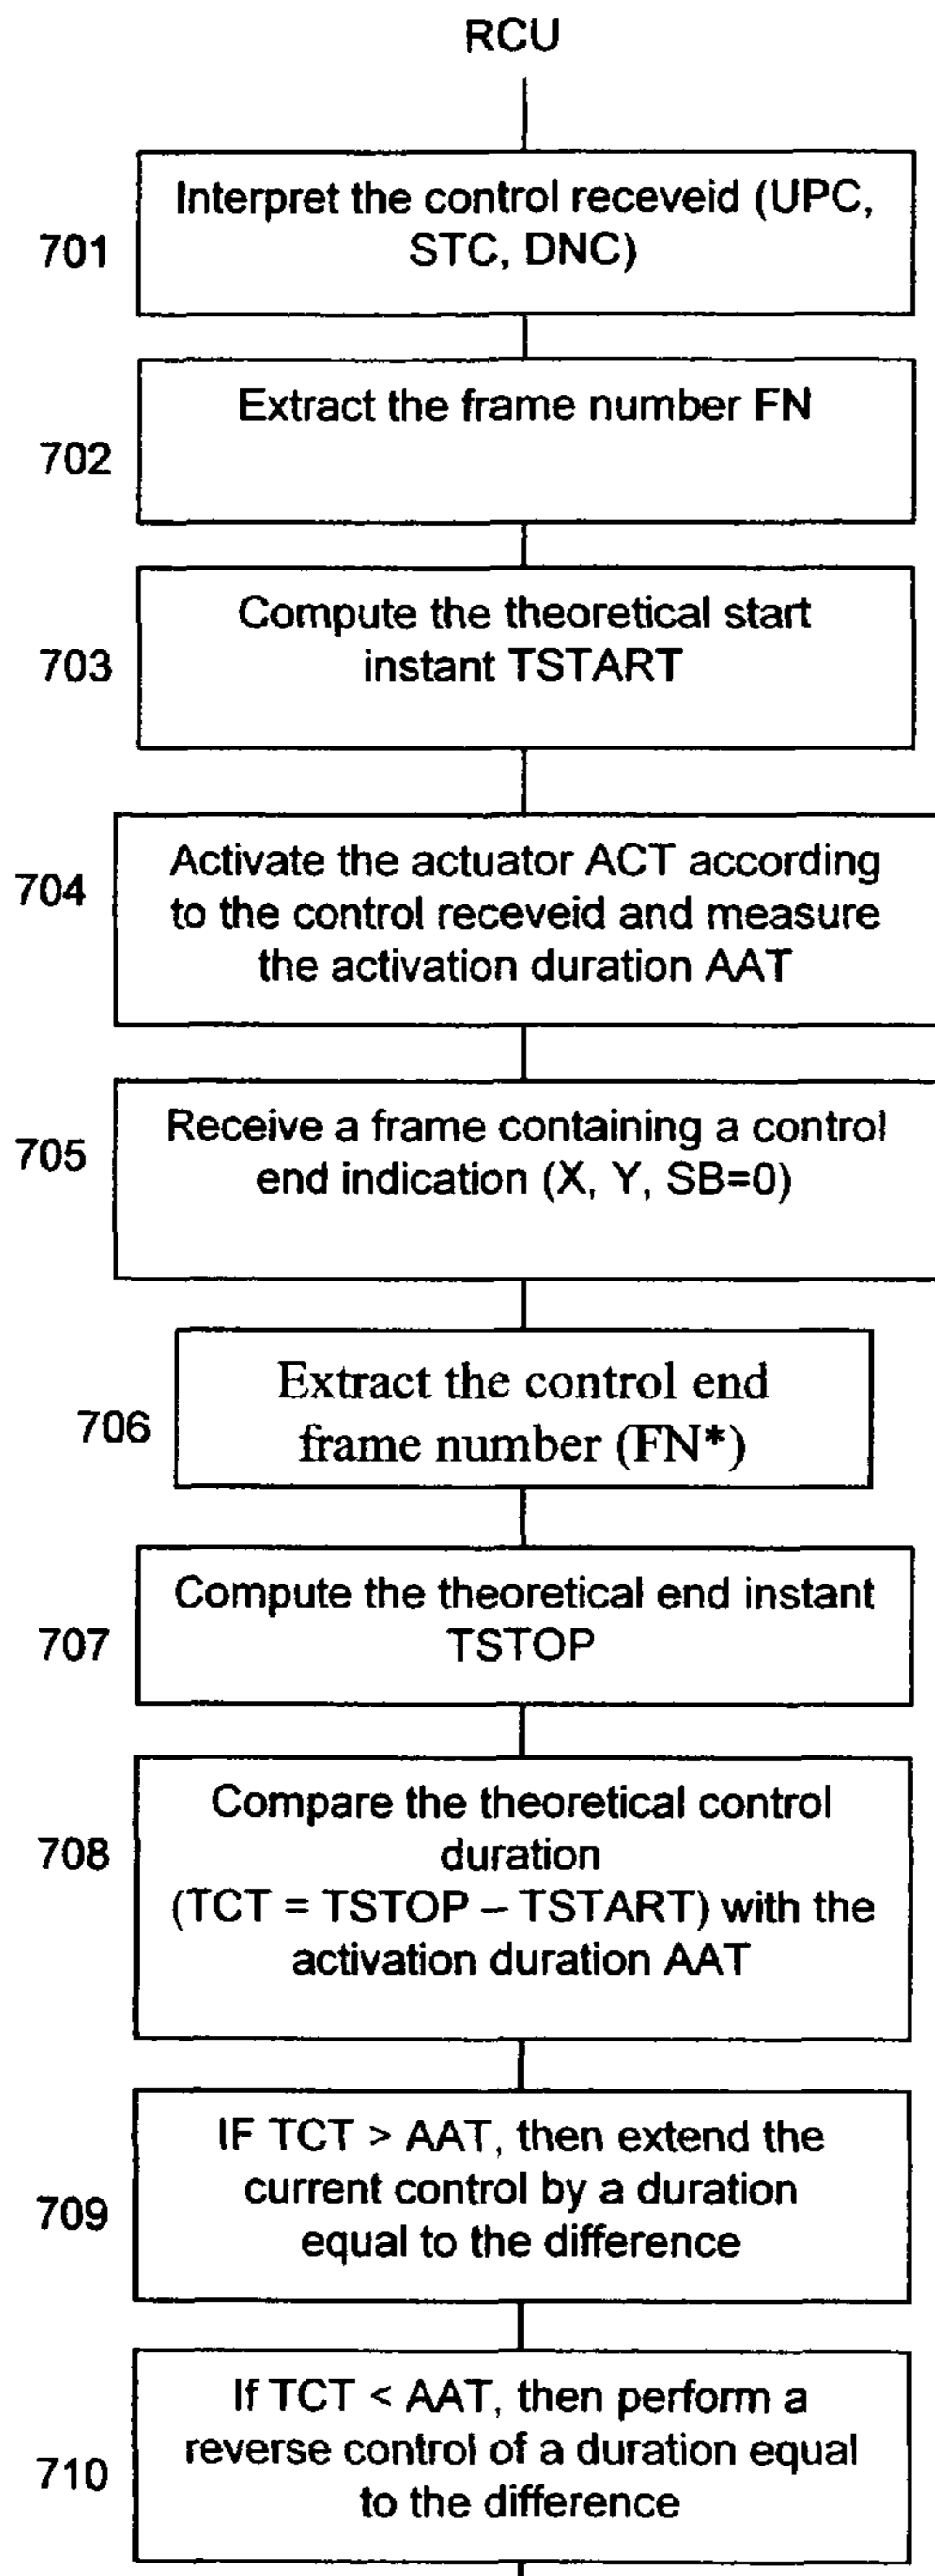 RCU
701
Interpret the control receveid (UPC,
STC, DNC)
702
Extract the frame number FN
703
Compute the theoretical start
instant TSTART
704
Activate the actuator ACT according
to the control receveid and measure
the activation duration AAT
705
Receive a frame containing a control
end indication (X, Y, SB=0)
706
Extract the control end
frame number (FN*)
707
Compute the theoretical end instant
TSTOP
708
Compare the theoretical control
duration
(TCT = TSTOP – TSTART) with the
activation duration AAT
709
IF TCT > AAT, then extend the
current control by a duration
equal to the difference
710
If TCT < AAT, then perform a
reverse control of a duration equal
to the difference